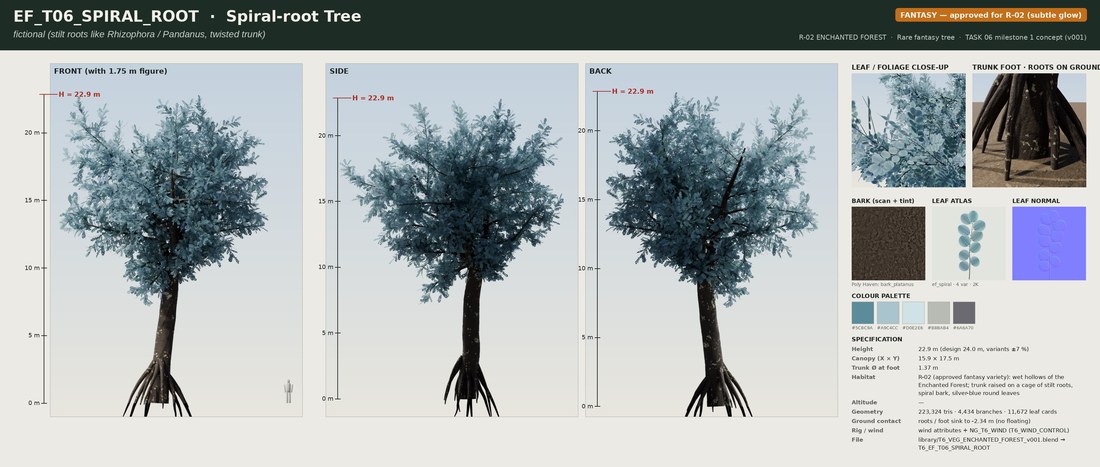 EF_T06_SPIRAL_ROOT · Spiral-root Tree
fictional (stilt roots like Rhizophora / Pandanus, twisted trunk)
FANTASY — approved for R-02 (subtle glow)
R-02 ENCHANTED FOREST · Rare fantasy tree · TASK 06 milestone 1 concept (v001)
FRONT (with 1.75 m figure)
H = 22.9 m
20 m
15 m
10 m
5 m
0 m
SIDE
H = 22.9 m
20 m
15 m
10 m
5 m
0 m
BACK
H = 22.9 m
20 m
15 m
10 m
5 m
0 m
LEAF / FOLIAGE CLOSE-UP
TRUNK FOOT · ROOTS ON GROUND
BARK (scan + tint)
LEAF ATLAS
LEAF NORMAL
Poly Haven: bark_platanus
ef_spiral · 4 var · 2K
COLOUR PALETTE
SPECIFICATION
Height 22.9 m (design 24.0 m, variants ±7 %)
Canopy (X × Y) 15.9 × 17.5 m
Trunk Ø at foot 1.37 m
Habitat R-02 (approved fantasy variety): wet hollows of the
Enchanted Forest; trunk raised on a cage of stilt roots,
spiral bark, silver-blue round leaves
Altitude —
Geometry 223,324 tris · 4,434 branches · 11,672 leaf cards
Ground contact roots / foot sink to -2.34 m (no floating)
Rig / wind wind attributes + NG_T6_WIND (T6_WIND_CONTROL)
File library/T6_VEG_ENCHANTED_FOREST_v001.blend →
T6_EF_T06_SPIRAL_ROOT